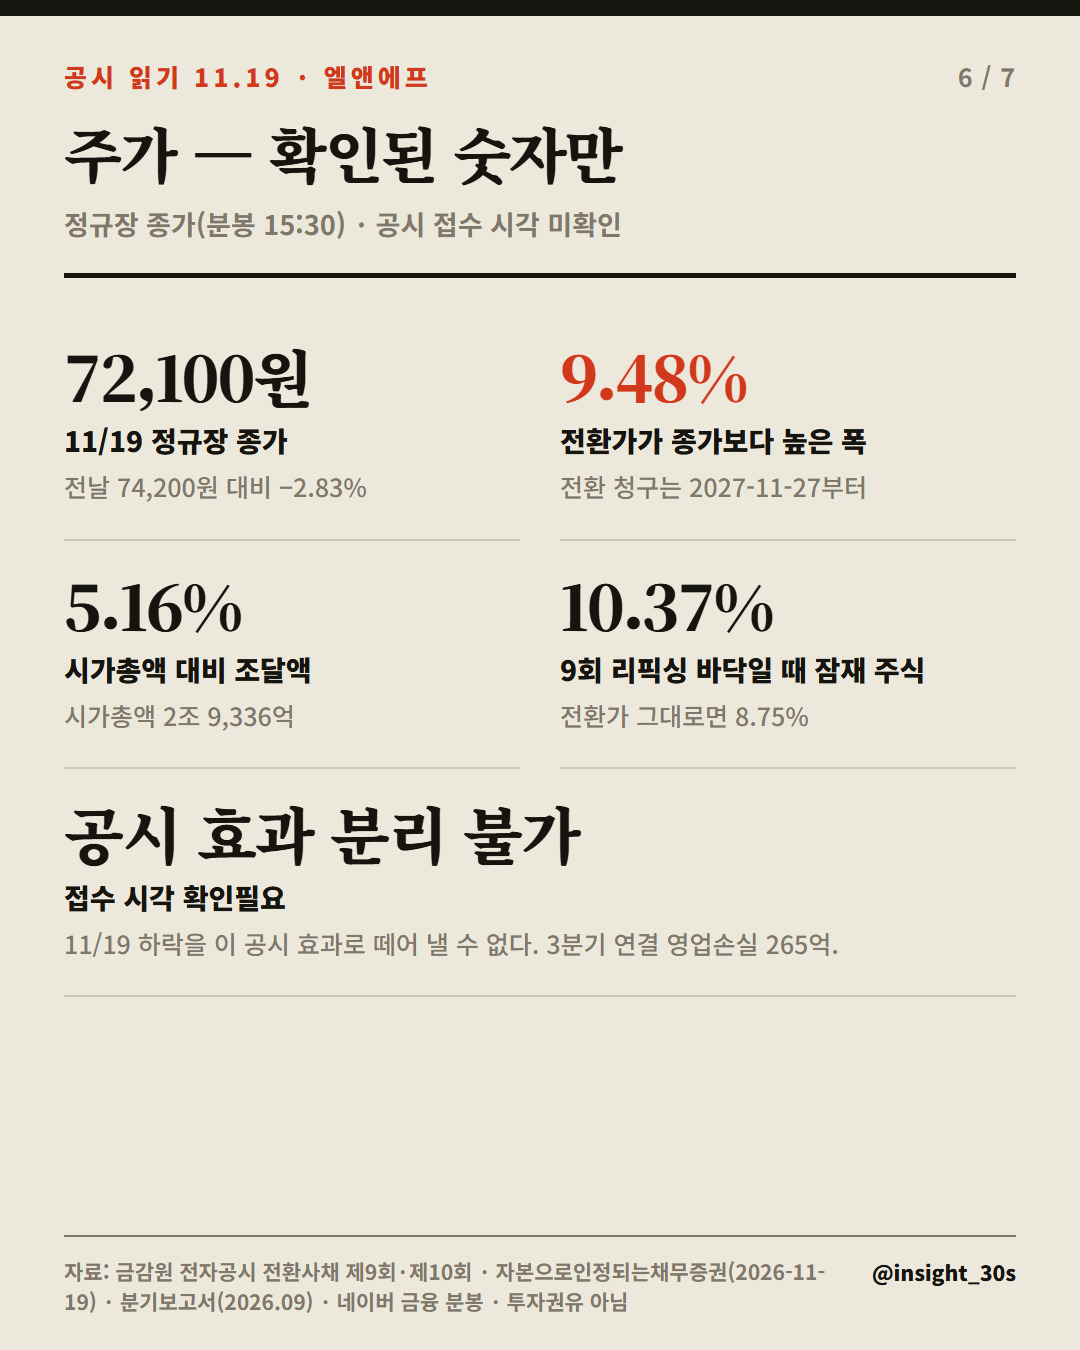 공시 읽기 11.19 · 엘앤에프
6 / 7
주가 — 확인된 숫자만
정규장 종가(분봉 15:30) · 공시 접수 시각 미확인
72,100원
11/19 정규장 종가
전날 74,200원 대비 −2.83%
9.48%
전환가가 종가보다 높은 폭
전환 청구는 2027-11-27부터
5.16%
시가총액 대비 조달액
시가총액 2조 9,336억
10.37%
9회 리픽싱 바닥일 때 잠재 주식
전환가 그대로면 8.75%
공시 효과 분리 불가
접수 시각 확인필요
11/19 하락을 이 공시 효과로 떼어 낼 수 없다. 3분기 연결 영업손실 265억.
자료: 금감원 전자공시 전환사채 제9회·제10회 · 자본으로인정되는채무증권(2026-11-
19) · 분기보고서(2026.09) · 네이버 금융 분봉 · 투자권유 아님
@insight_30s